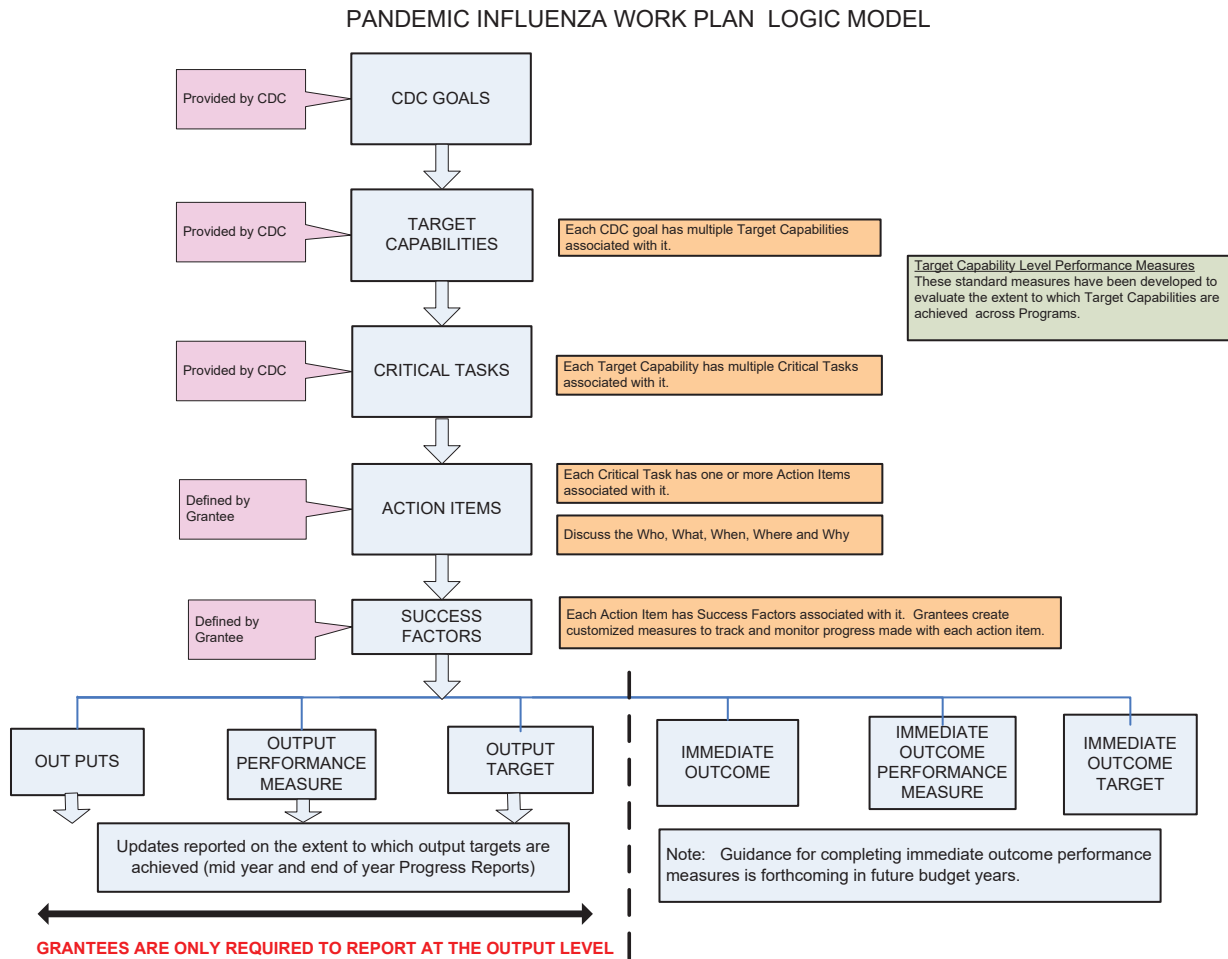 PANDEMIC INFLUENZA WORK PLAN LOGIC MODEL
Provided by CDC
CDC GOALS
Provided by CDC
TARGET
CAPABILITIES
Each CDC goal has multiple Target Capabilities
associated with it.
Target Capability Level Performance Measures
These standard measures have been developed to
evaluate the extent to which Target Capabilities are
achieved across Programs.
Provided by CDC
CRITICAL TASKS
Each Target Capability has multiple Critical Tasks
associated with it.
Defined by
Grantee
ACTION ITEMS
Each Critical Task has one or more Action Items
associated with it.
Discuss the Who, What, When, Where and Why
Defined by
Grantee
SUCCESS
FACTORS
Each Action Item has Success Factors associated with it. Grantees create
customized measures to track and monitor progress made with each action item.
OUT PUTS
OUTPUT
PERFORMANCE
MEASURE
OUTPUT
TARGET
IMMEDIATE
OUTCOME
IMMEDIATE
OUTCOME
PERFORMANCE
MEASURE
IMMEDIATE
OUTCOME
TARGET
Updates reported on the extent to which output targets are
achieved (mid year and end of year Progress Reports)
Note: Guidance for completing immediate outcome performance
measures is forthcoming in future budget years.
GRANTEES ARE ONLY REQUIRED TO REPORT AT THE OUTPUT LEVEL